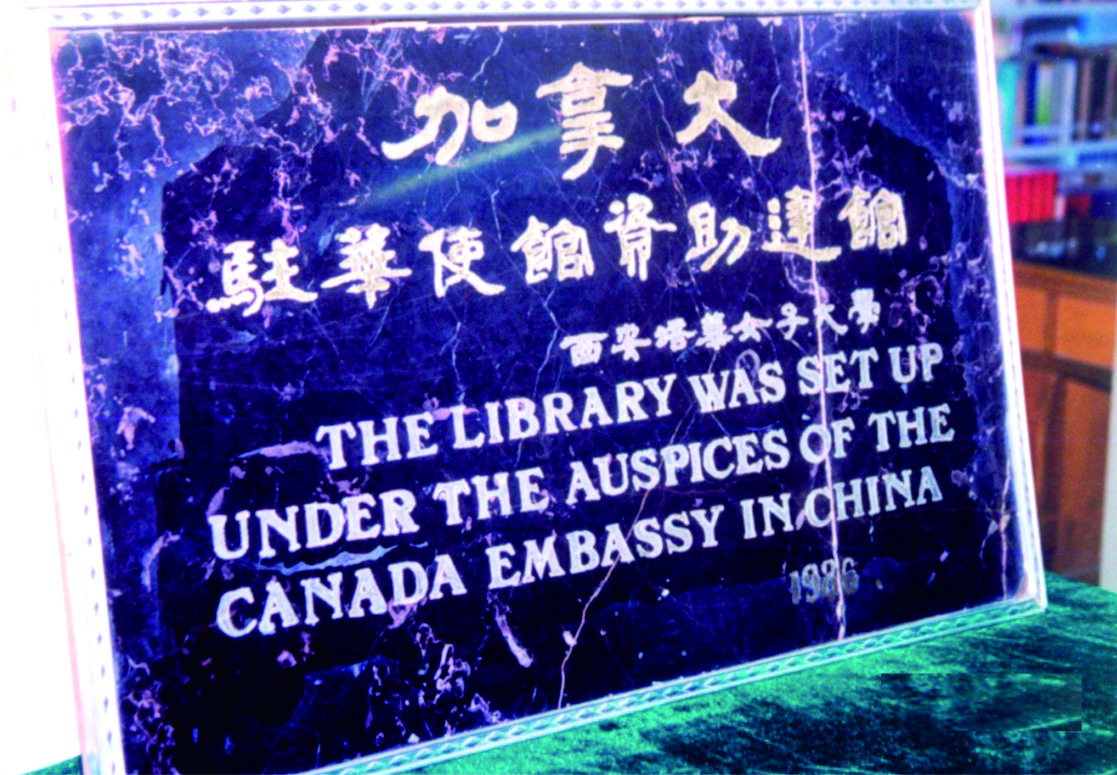 加拿大
駐華使館資助建館
西安培華女子大學
THE LIBRARY WAS SET UP
UNDER THE AUSPICES OF THE
CANADA EMBASSY IN CHINA
1986